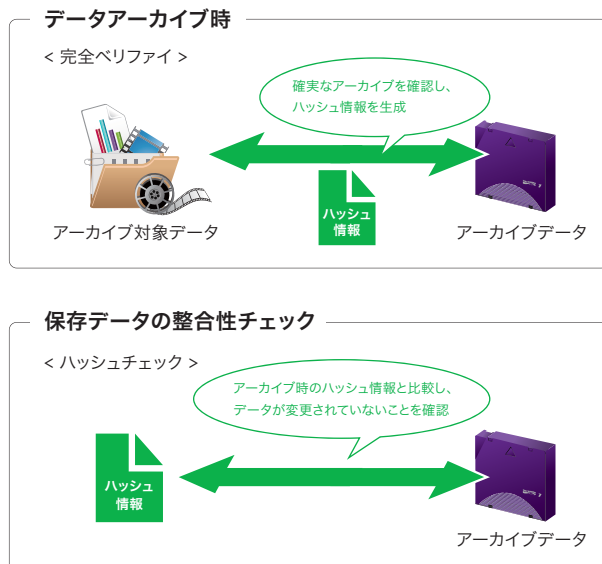 データアーカイブ時
< 完全ベリファイ >
確実なアーカイブを確認し、
ハッシュ情報を生成
ハッシュ
情報
アーカイブ対象データ
アーカイブデータ
保存データの整合性チェック
< ハッシュチェック >
アーカイブ時のハッシュ情報と比較し、
データが変更されていないことを確認
ハッシュ
情報
アーカイブデータ